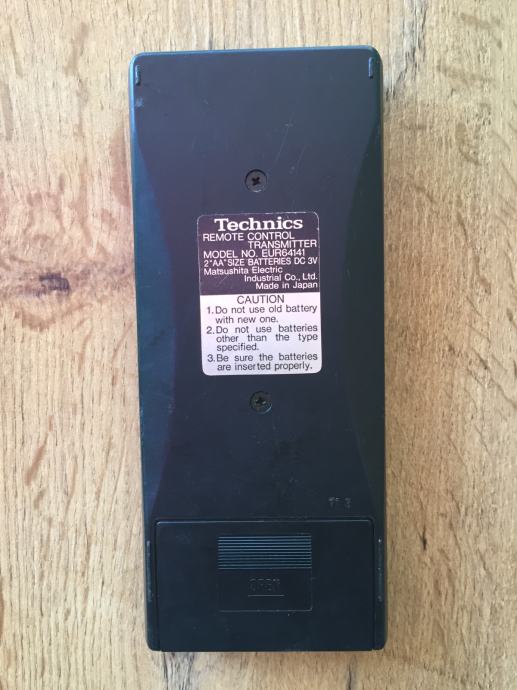 Technics
REMOTE CONTROL
TRANSMITTER
MODEL NO. EUR64141
2"AA"SIZE BATTERIES DC 3V
Matsushita Electric
Industrial Co., Ltd.
Made in Japan
CAUTION
1. Do not use old battery
with new one.
2. Do not use batteries
other than the type
specified.
3. Be sure the batteries
are inserted properly.
OPEN